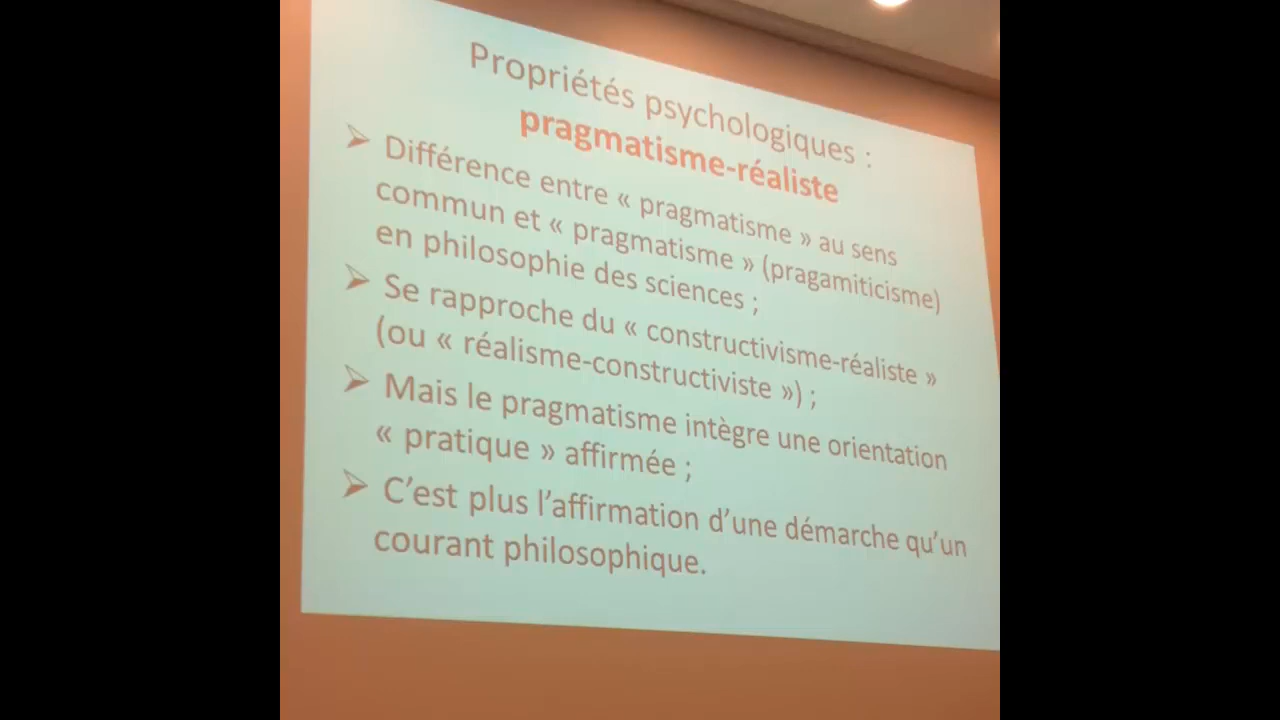 Propriétés psychologiques :
pragmatisme-réaliste
➢ Différence entre « pragmatisme » au sens
commun et « pragmatisme » (pragamiticisme)
en philosophie des sciences ;
➢ Se rapproche du « constructivisme-réaliste »
(ou « réalisme-constructiviste ») ;
➢ Mais le pragmatisme intègre une orientation
« pratique » affirmée ;
➢ C’est plus l’affirmation d’une démarche qu’un
courant philosophique.